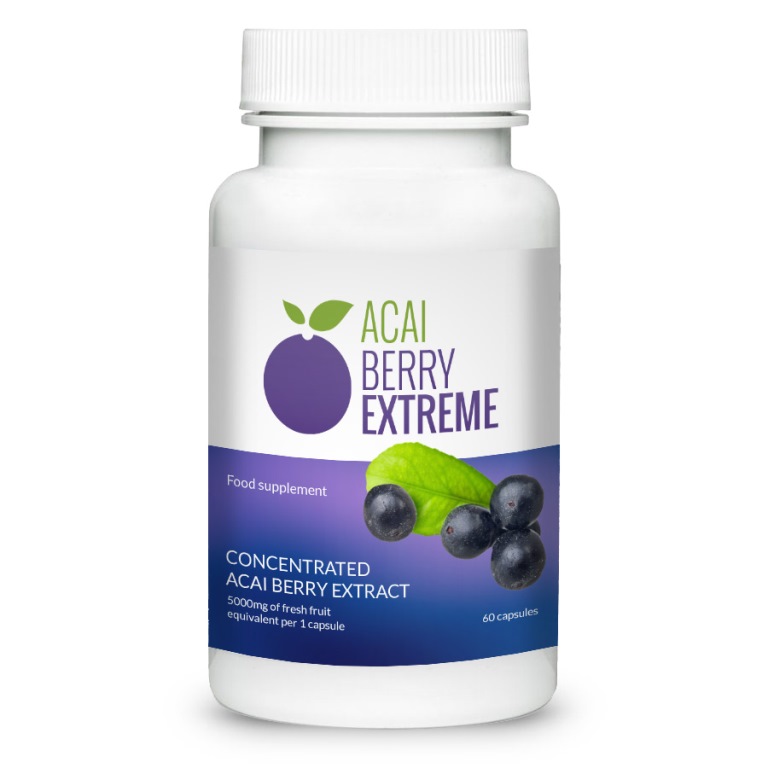 ACAI
BERRY
EXTREME
Food supplement
CONCENTRATED
ACAI BERRY EXTRACT
5000mg of fresh fruit
equivalent per 1 capsule
60 capsules